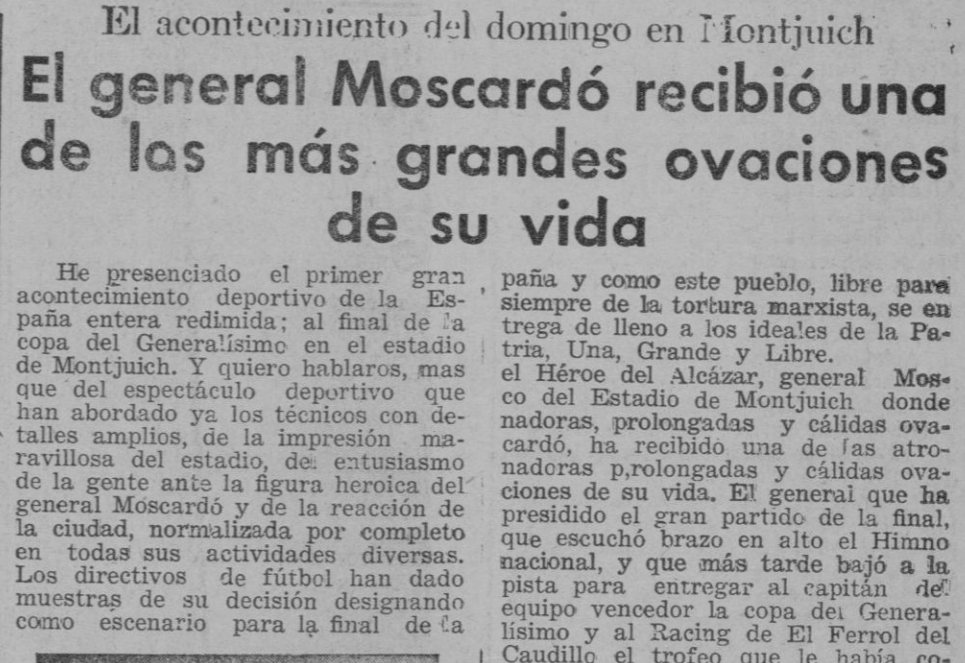 El acontecimiento del domingo en Montjuich
El general Moscardó recibió una
de las más grandes ovaciones
de su vida
He presenciado el primer gran
acontecimiento deportivo de la Es-
paña entera redimida; al final de la
copa del Generalísimo en el estadio
de Montjuich. Y quiero hablaros, mas
que del espectáculo deportivo que
han abordado ya los técnicos con de-
talles amplios, de la impresión ma-
ravillosa del estadio, del entusiasmo
de la gente ante la figura heroica del
general Moscardó y de la reacción de
la ciudad, normalizada por completo
en todas sus actividades diversas.
Los directivos de fútbol han dado
muestras de su decisión designando
como escenario para la final de la
paña y como este pueblo, libre para
siempre de la tortura marxista, se en
trega de lleno a los ideales de la Pa-
tria, Una, Grande y Libre.
el Héroe del Alcázar, general Mos-
co del Estadio de Montjuich donde
nadoras, prolongadas y cálidas ova-
cardó, ha recibido una de las atro-
nadoras p,rolongadas y cálidas ova-
ciones de su vida. El general que ha
presidido el gran partido de la final,
que escuchó brazo en alto el Himno
nacional, y que más tarde bajó a la
pista para entregar al capitán del
equipo vencedor la copa del Genera-
lísimo y al Racing de El Ferrol del
Caudillo el trofeo que le había co-